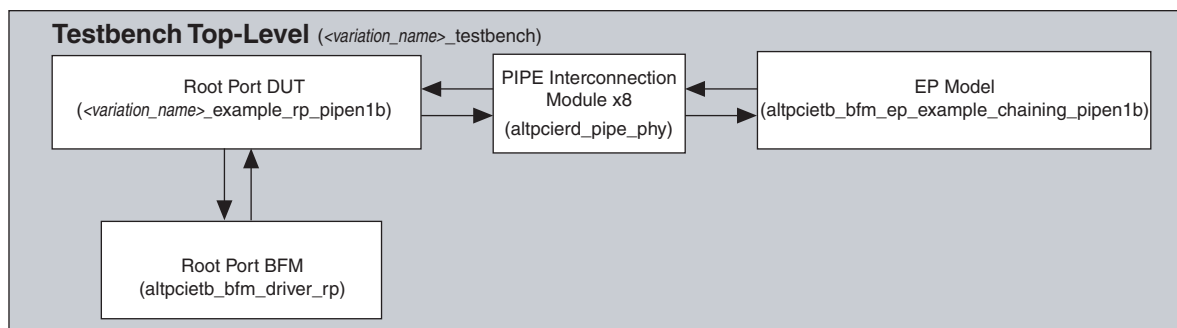 Testbench Top-Level (<variation_name>_testbench)
Root Port DUT
(<variation_name>_example_rp_pipen1b)
PIPE Interconnection
Module x8
(altpcierd_pipe_phy)
EP Model
(altpcietb_bfm_ep_example_chaining_pipen1b)
Root Port BFM
(altpcietb_bfm_driver_rp)